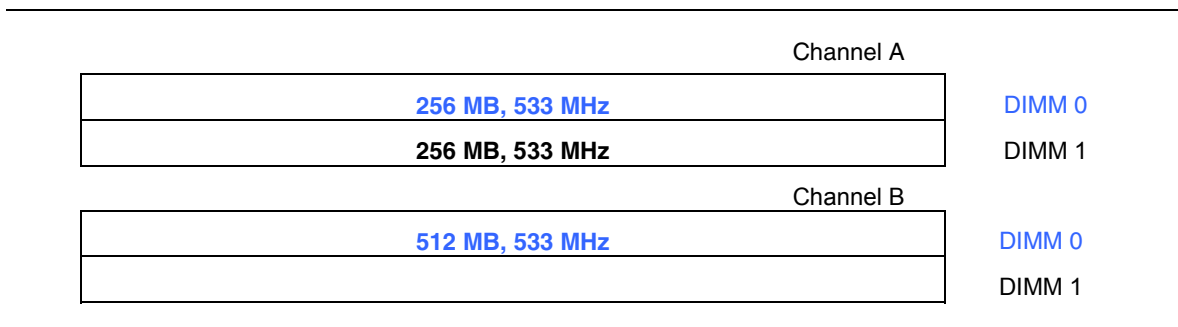 Channel A
256 MB, 533 MHz DIMM 0
256 MB, 533 MHz DIMM 1
Channel B
512 MB, 533 MHz DIMM 0
DIMM 1